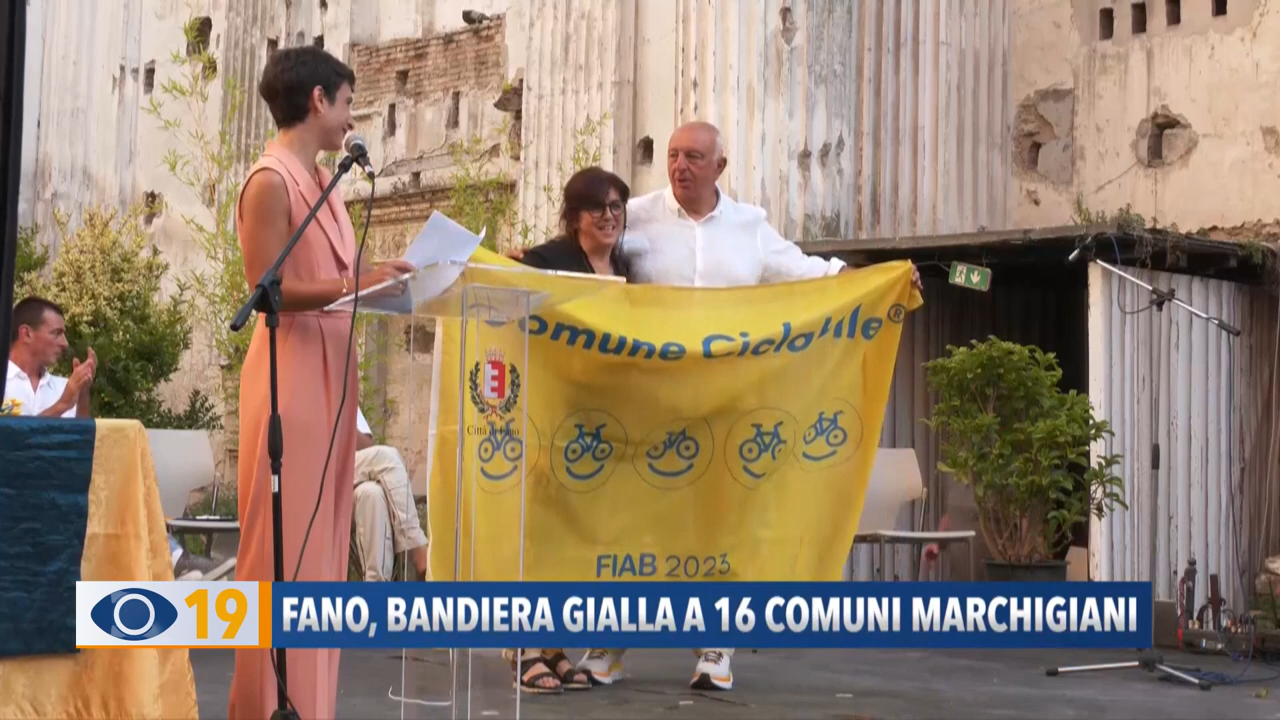 Comune Ciclabile®
Città di Fano
FIAB 2023
19 FANO, BANDIERA GIALLA A 16 COMUNI MARCHIGIANI